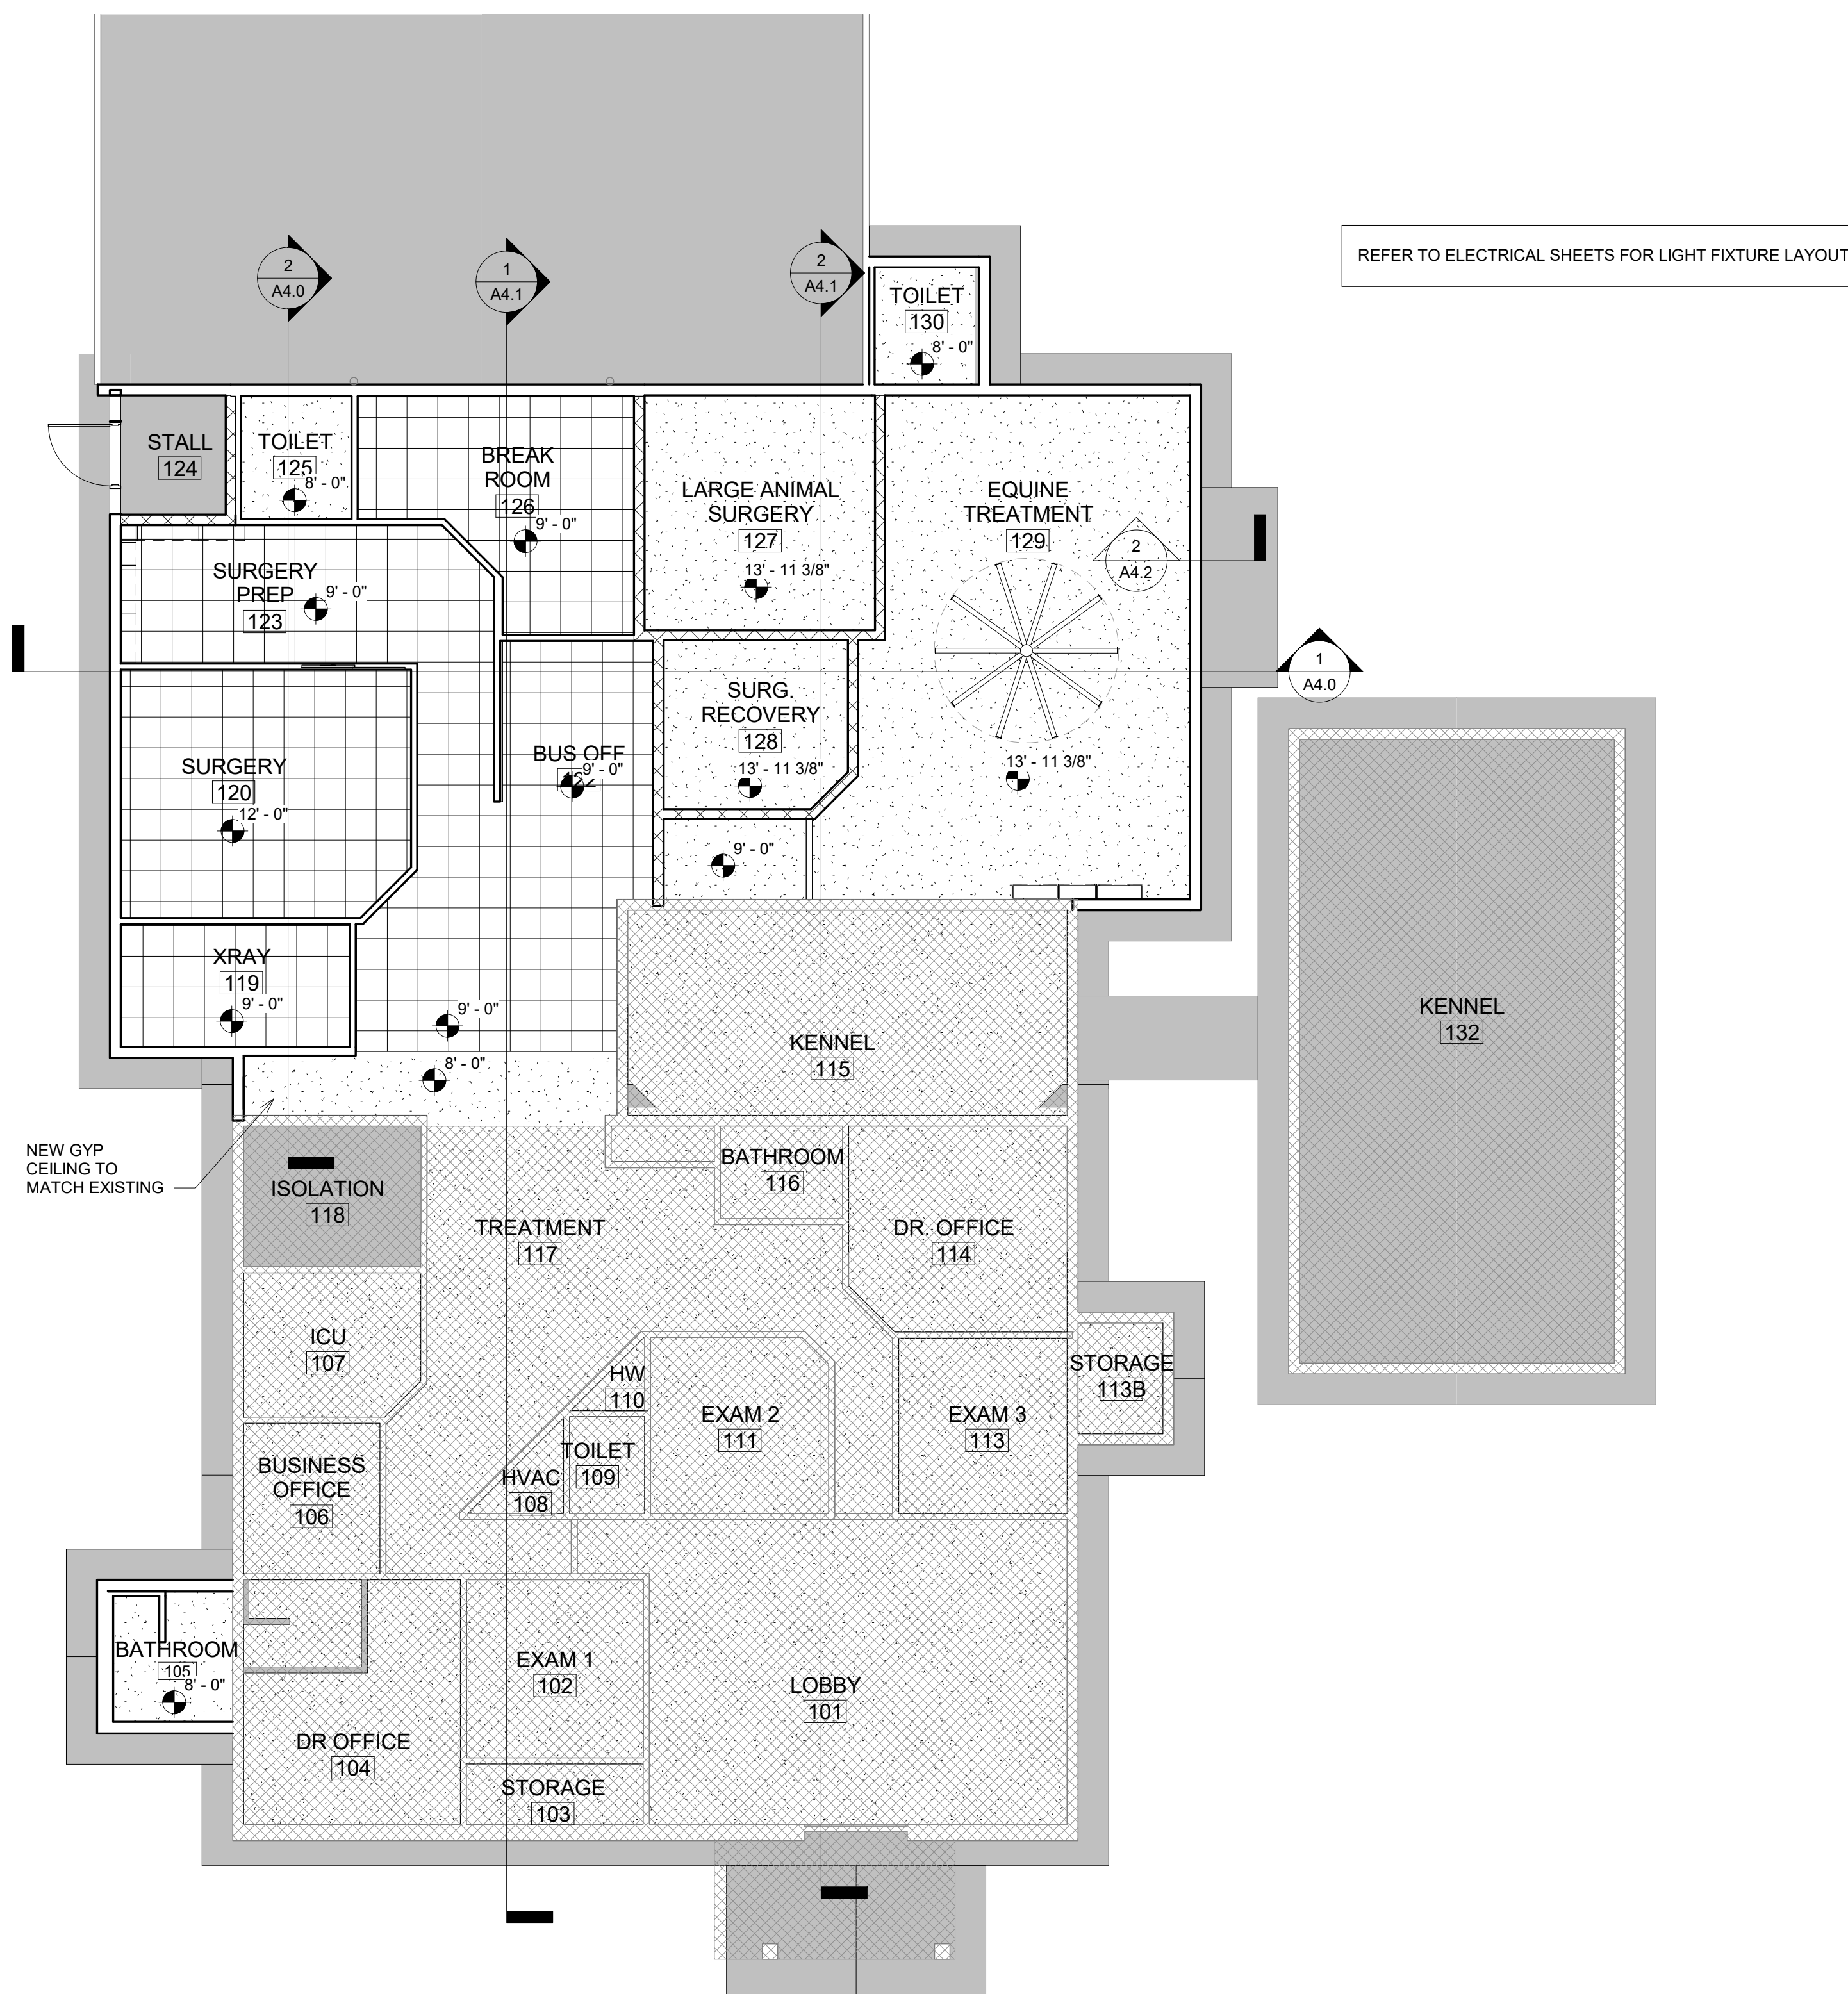 REFER TO ELECTRICAL SHEETS FOR LIGHT FIXTURE LAYOUT
2
A4.0
1
A4.1
2
A4.1
TOILET
130
8' - 0"
STALL
124
TOILET
125
8' - 0"
BREAK
ROOM
126
9' - 0"
LARGE ANIMAL
SURGERY
127
13' - 11 3/8"
EQUINE
TREATMENT
129
2
A4.2
SURGERY
PREP
123
9' - 0"
1
A4.0
SURG.
RECOVERY
128
13' - 11 3/8"
13' - 11 3/8"
BUS OFF
9' - 0"
SURGERY
120
12' - 0"
9' - 0"
XRAY
119
9' - 0"
9' - 0"
8' - 0"
KENNEL
115
KENNEL
132
NEW GYP
CEILING TO
MATCH EXISTING
ISOLATION
118
BATHROOM
116
TREATMENT
117
DR. OFFICE
114
ICU
107
HW
110
STORAGE
113B
EXAM 2
111
EXAM 3
113
TOILET
109
HVAC
108
BUSINESS
OFFICE
106
BATHROOM
105
8' - 0"
EXAM 1
102
LOBBY
101
DR OFFICE
104
STORAGE
103